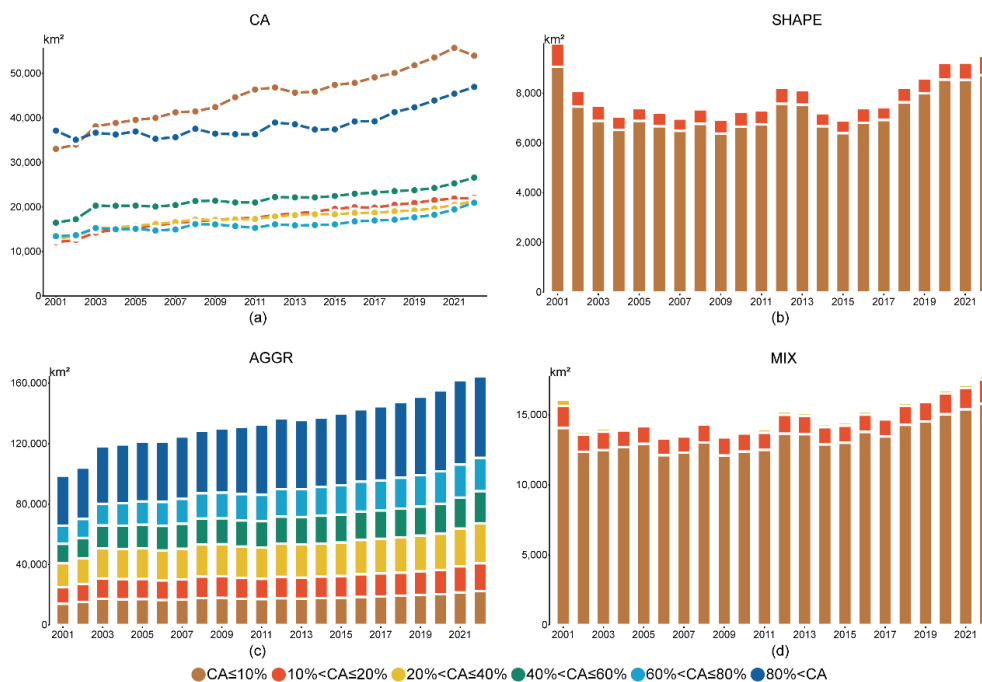 CA
km²
50,000
40,000
30,000
20,000
10,000
0
2001 2003 2005 2007 2009 2011 2013 2015 2017 2019 2021
(a)
SHAPE
km²
8,000
6,000
4,000
2,000
0
2001 2003 2005 2007 2009 2011 2013 2015 2017 2019 2021
(b)
AGGR
km²
160,000
120,000
80,000
40,000
0
2001 2003 2005 2007 2009 2011 2013 2015 2017 2019 2021
(c)
MIX
km²
15,000
10,000
5,000
0
2001 2003 2005 2007 2009 2011 2013 2015 2017 2019 2021
(d)
CA≤10% 10%<CA≤20% 20%<CA≤40% 40%<CA≤60% 60%<CA≤80% 80%<CA